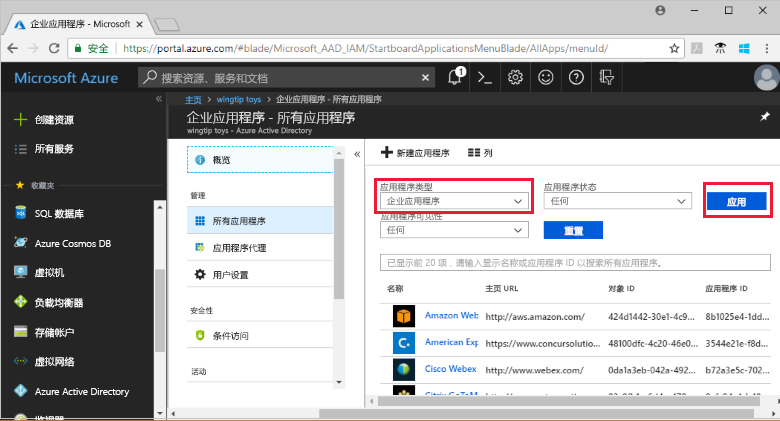 企业应用程序 - Microsoft
安全 https://portal.azure.com/#blade/Microsoft_AAD_IAM/StartboardApplicationsMenuBlade/AllApps/menuId/
Microsoft Azure
搜索资源、服务和文档
1
主页 > wingtip toys > 企业应用程序 - 所有应用程序
企业应用程序 - 所有应用程序
wingtip toys - Azure Active Directory
创建资源
所有服务
收藏夹
SQL 数据库
Azure Cosmos DB
虚拟机
负载均衡器
存储帐户
虚拟网络
Azure Active Directory
概览
管理
所有应用程序
应用程序代理
用户设置
安全性
条件访问
活动
新建应用程序 列
应用程序类型 应用程序状态
企业应用程序 任何 应用
应用程序可见性
任何 重置
已显示前 20 项，请输入显示名称或应用程序 ID 以搜索所有应用程序。
名称 主页 URL 对象 ID 应用程序 ID
Amazon Web http://aws.amazon.com/ 424d1442-30e1-4c9... 8b1025e4-1dd...
American Exp https://www.concursolutio... 48100dfc-4c20-46e0... 3544e21e-f8d...
Cisco Webex http://www.webex.com/ 0da1a3eb-042a-492... b72a3e5c-702...